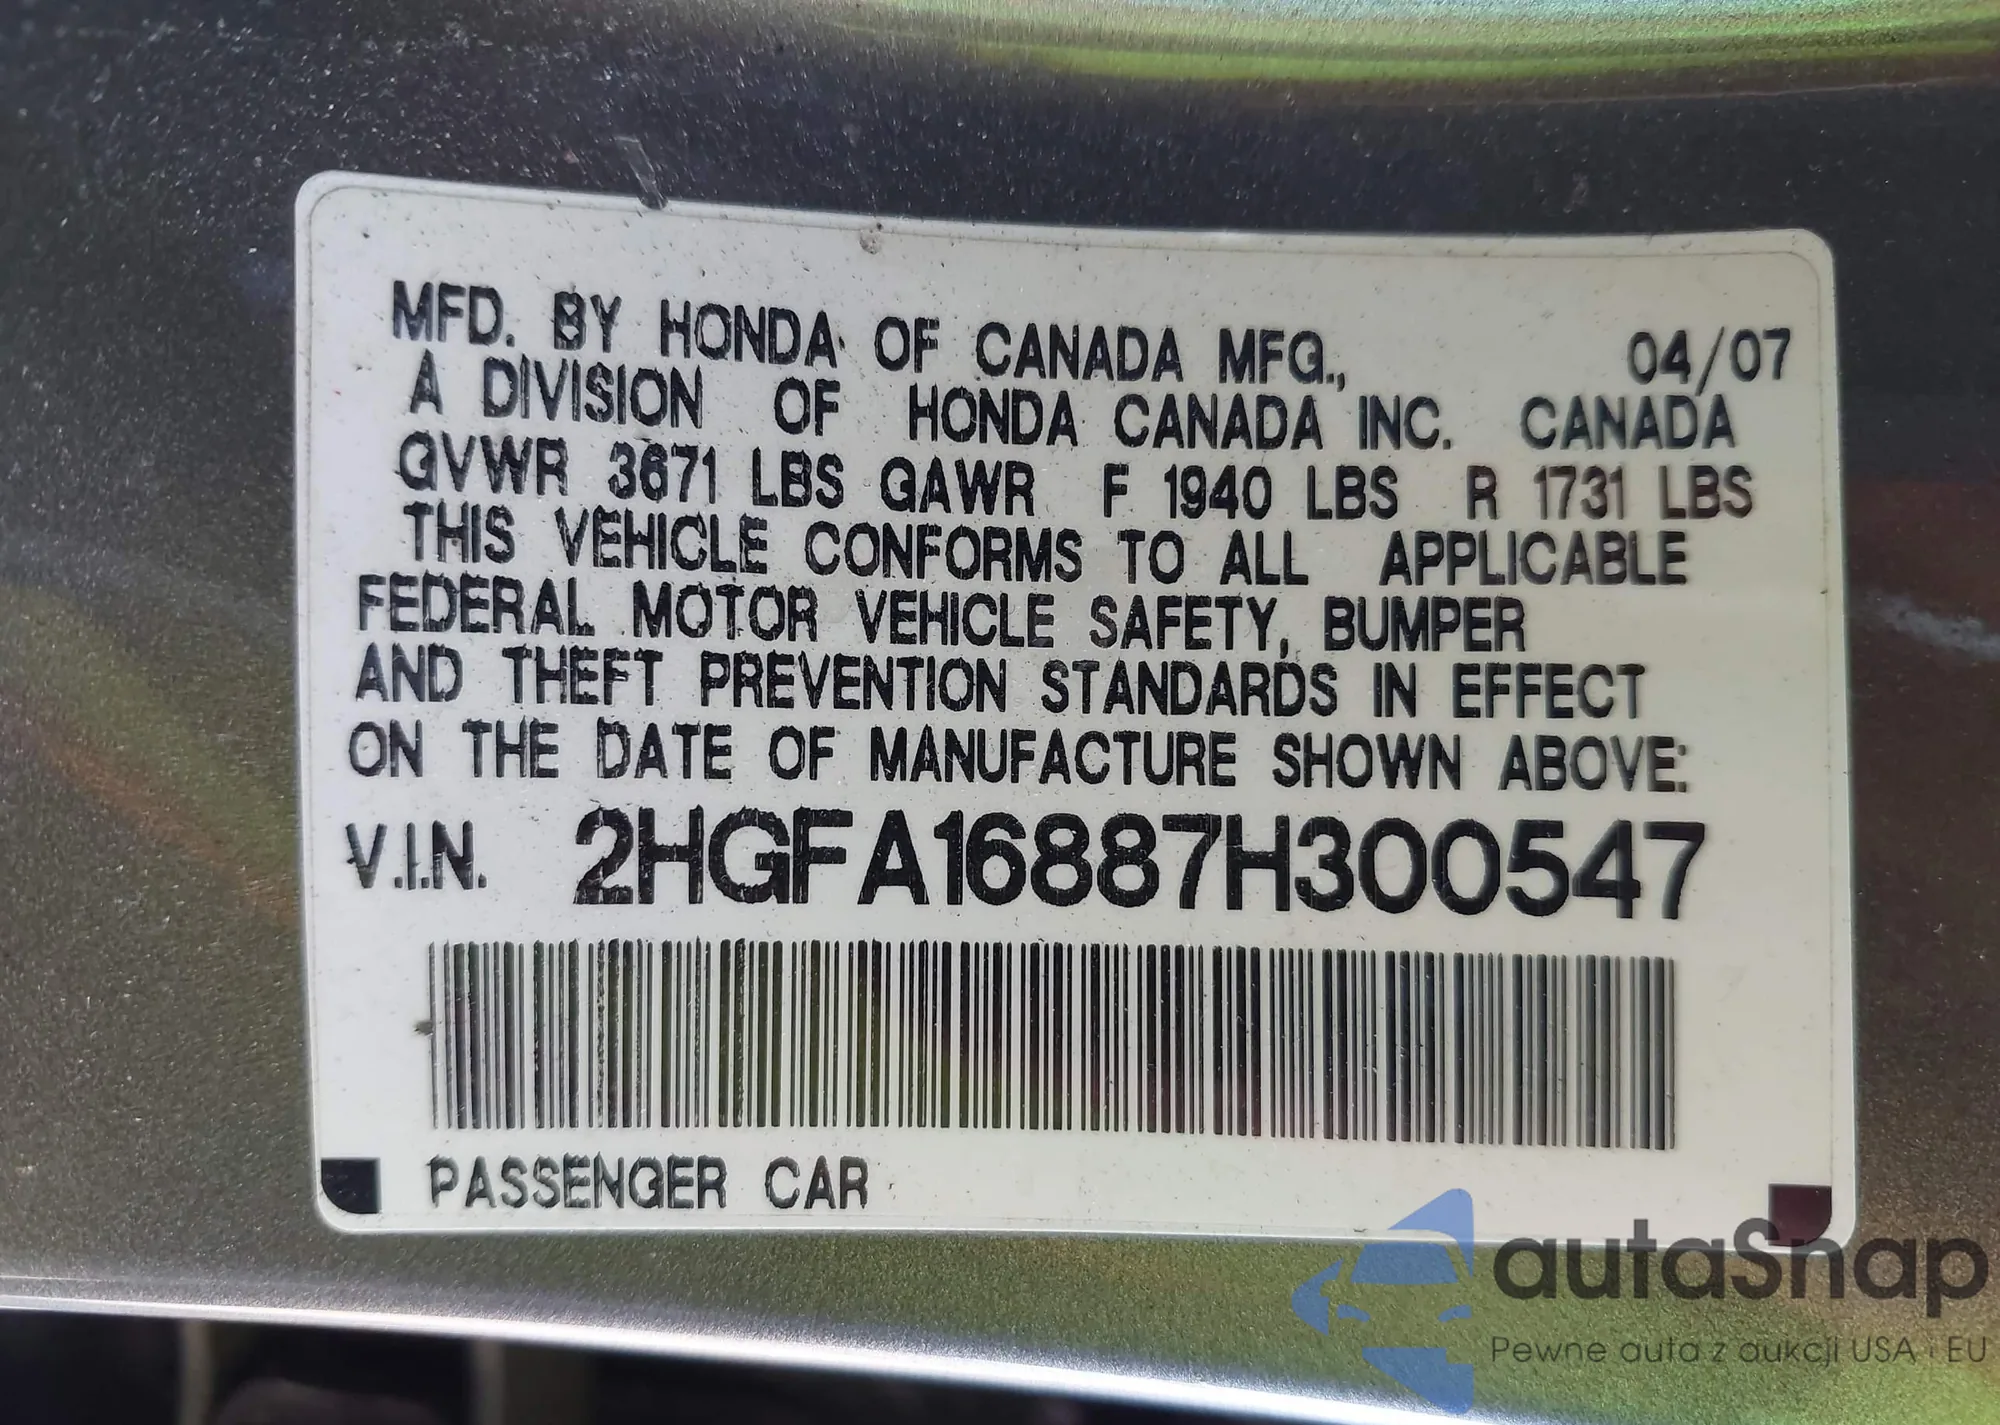 MFD. BY HONDA OF CANADA MFG., 04/07
A DIVISION OF HONDA CANADA INC. CANADA
GVWR 3671 LBS GAWR F 1940 LBS R 1731 LBS
THIS VEHICLE CONFORMS TO ALL APPLICABLE
FEDERAL MOTOR VEHICLE SAFETY, BUMPER
AND THEFT PREVENTION STANDARDS IN EFFECT
ON THE DATE OF MANUFACTURE SHOWN ABOVE:
V.I.N. 2HGFA16887H300547
PASSENGER CAR
autaSnap
Pewne auta z aukcji USA i EU